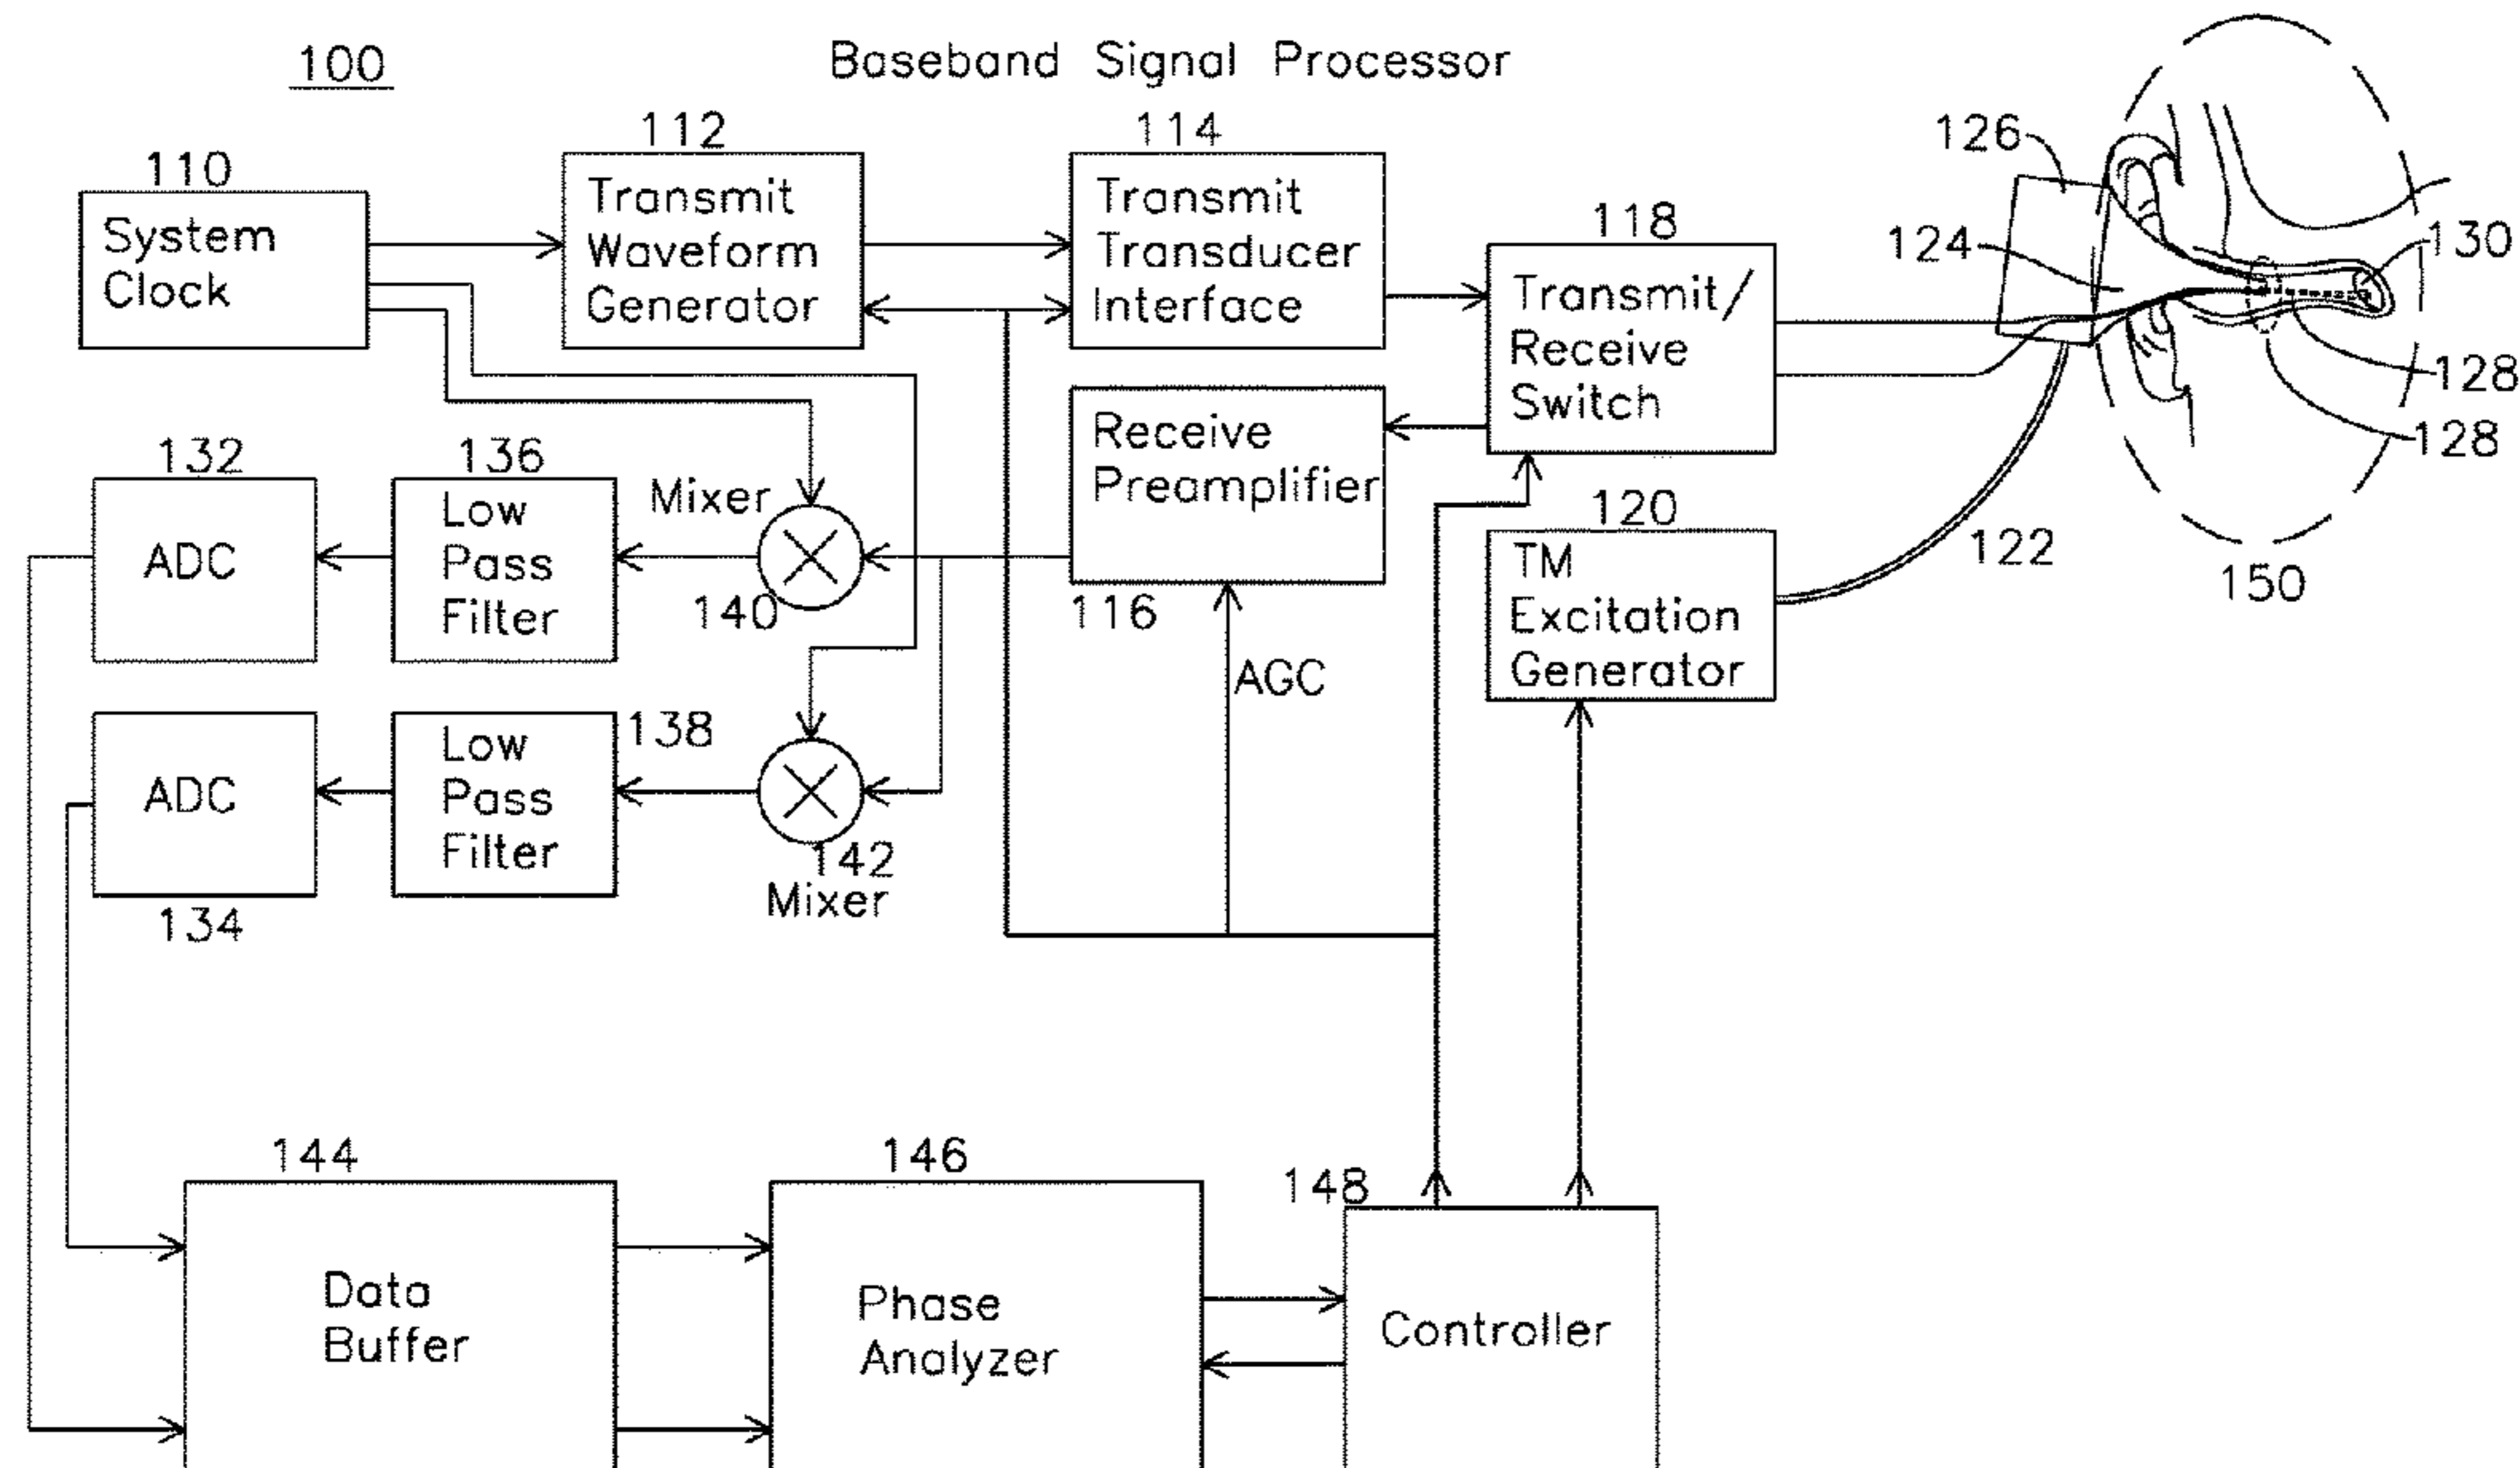 100
Baseband Signal Processor
110
System
Clock
112
Transmit
Waveform
Generator
114
Transmit
Transducer
Interface
118
Transmit/
Receive
Switch
126
124
130
128
128
150
122
120
TM
Excitation
Generator
Receive
Preamplifier
116
AGC
Mixer
140
136
Low
Pass
Filter
132
ADC
142
Mixer
138
Low
Pass
Filter
ADC
134
144
Data
Buffer
146
Phase
Analyzer
148
Controller